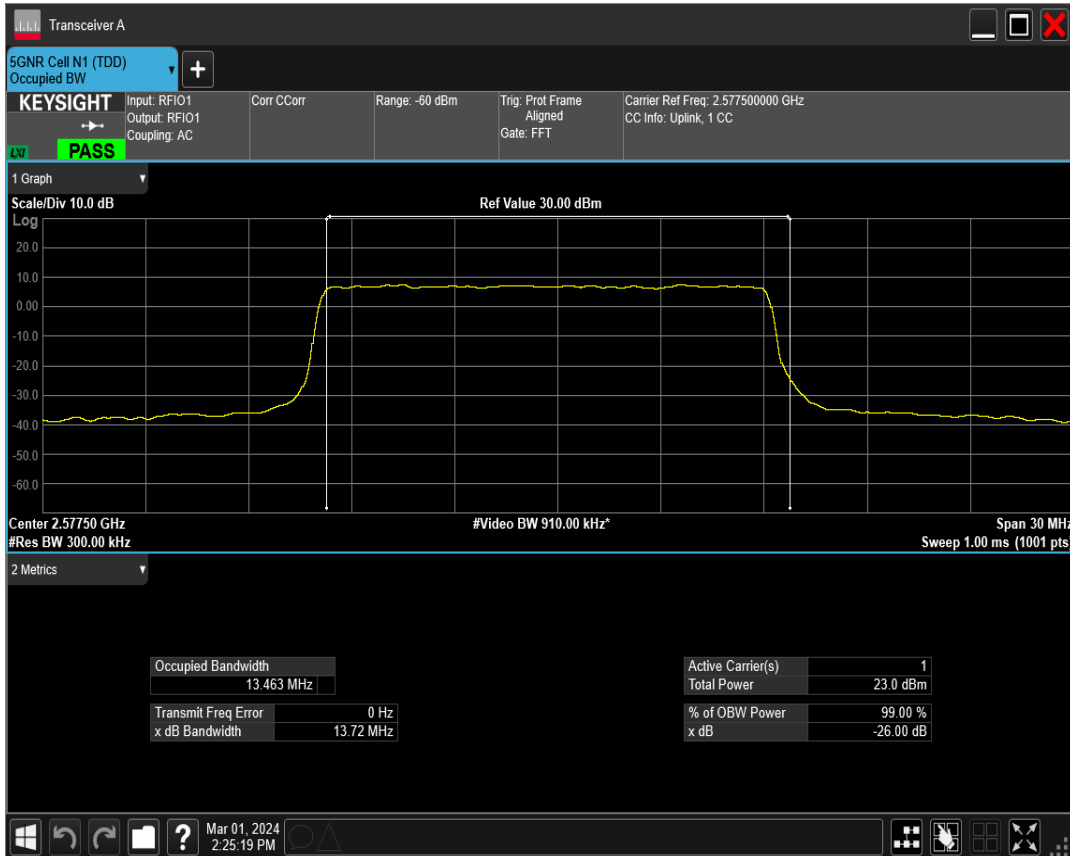 Transceiver A
5GNR Cell N1 (TDD)
Occupied BW
+
KEYSIGHT
LXI
PASS
Input: RFIO1
Output: RFIO1
Coupling: AC
Corr CCorr
Range: -60 dBm
Trig: Prot Frame
Aligned
Gate: FFT
Carrier Ref Freq: 2.577500000 GHz
CC Info: Uplink, 1 CC
1 Graph
Scale/Div 10.0 dB
Ref Value 30.00 dBm
Log
20.0
10.0
0.00
-10.0
-20.0
-30.0
-40.0
-50.0
-60.0
Center 2.57750 GHz
#Video BW 910.00 kHz*
Span 30 MHz
#Res BW 300.00 kHz
Sweep 1.00 ms (1001 pts)
2 Metrics
Occupied Bandwidth
13.463 MHz
Transmit Freq Error 0 Hz
x dB Bandwidth 13.72 MHz
Active Carrier(s) 1
Total Power 23.0 dBm
% of OBW Power 99.00 %
x dB -26.00 dB
?
Mar 01, 2024
2:25:19 PM